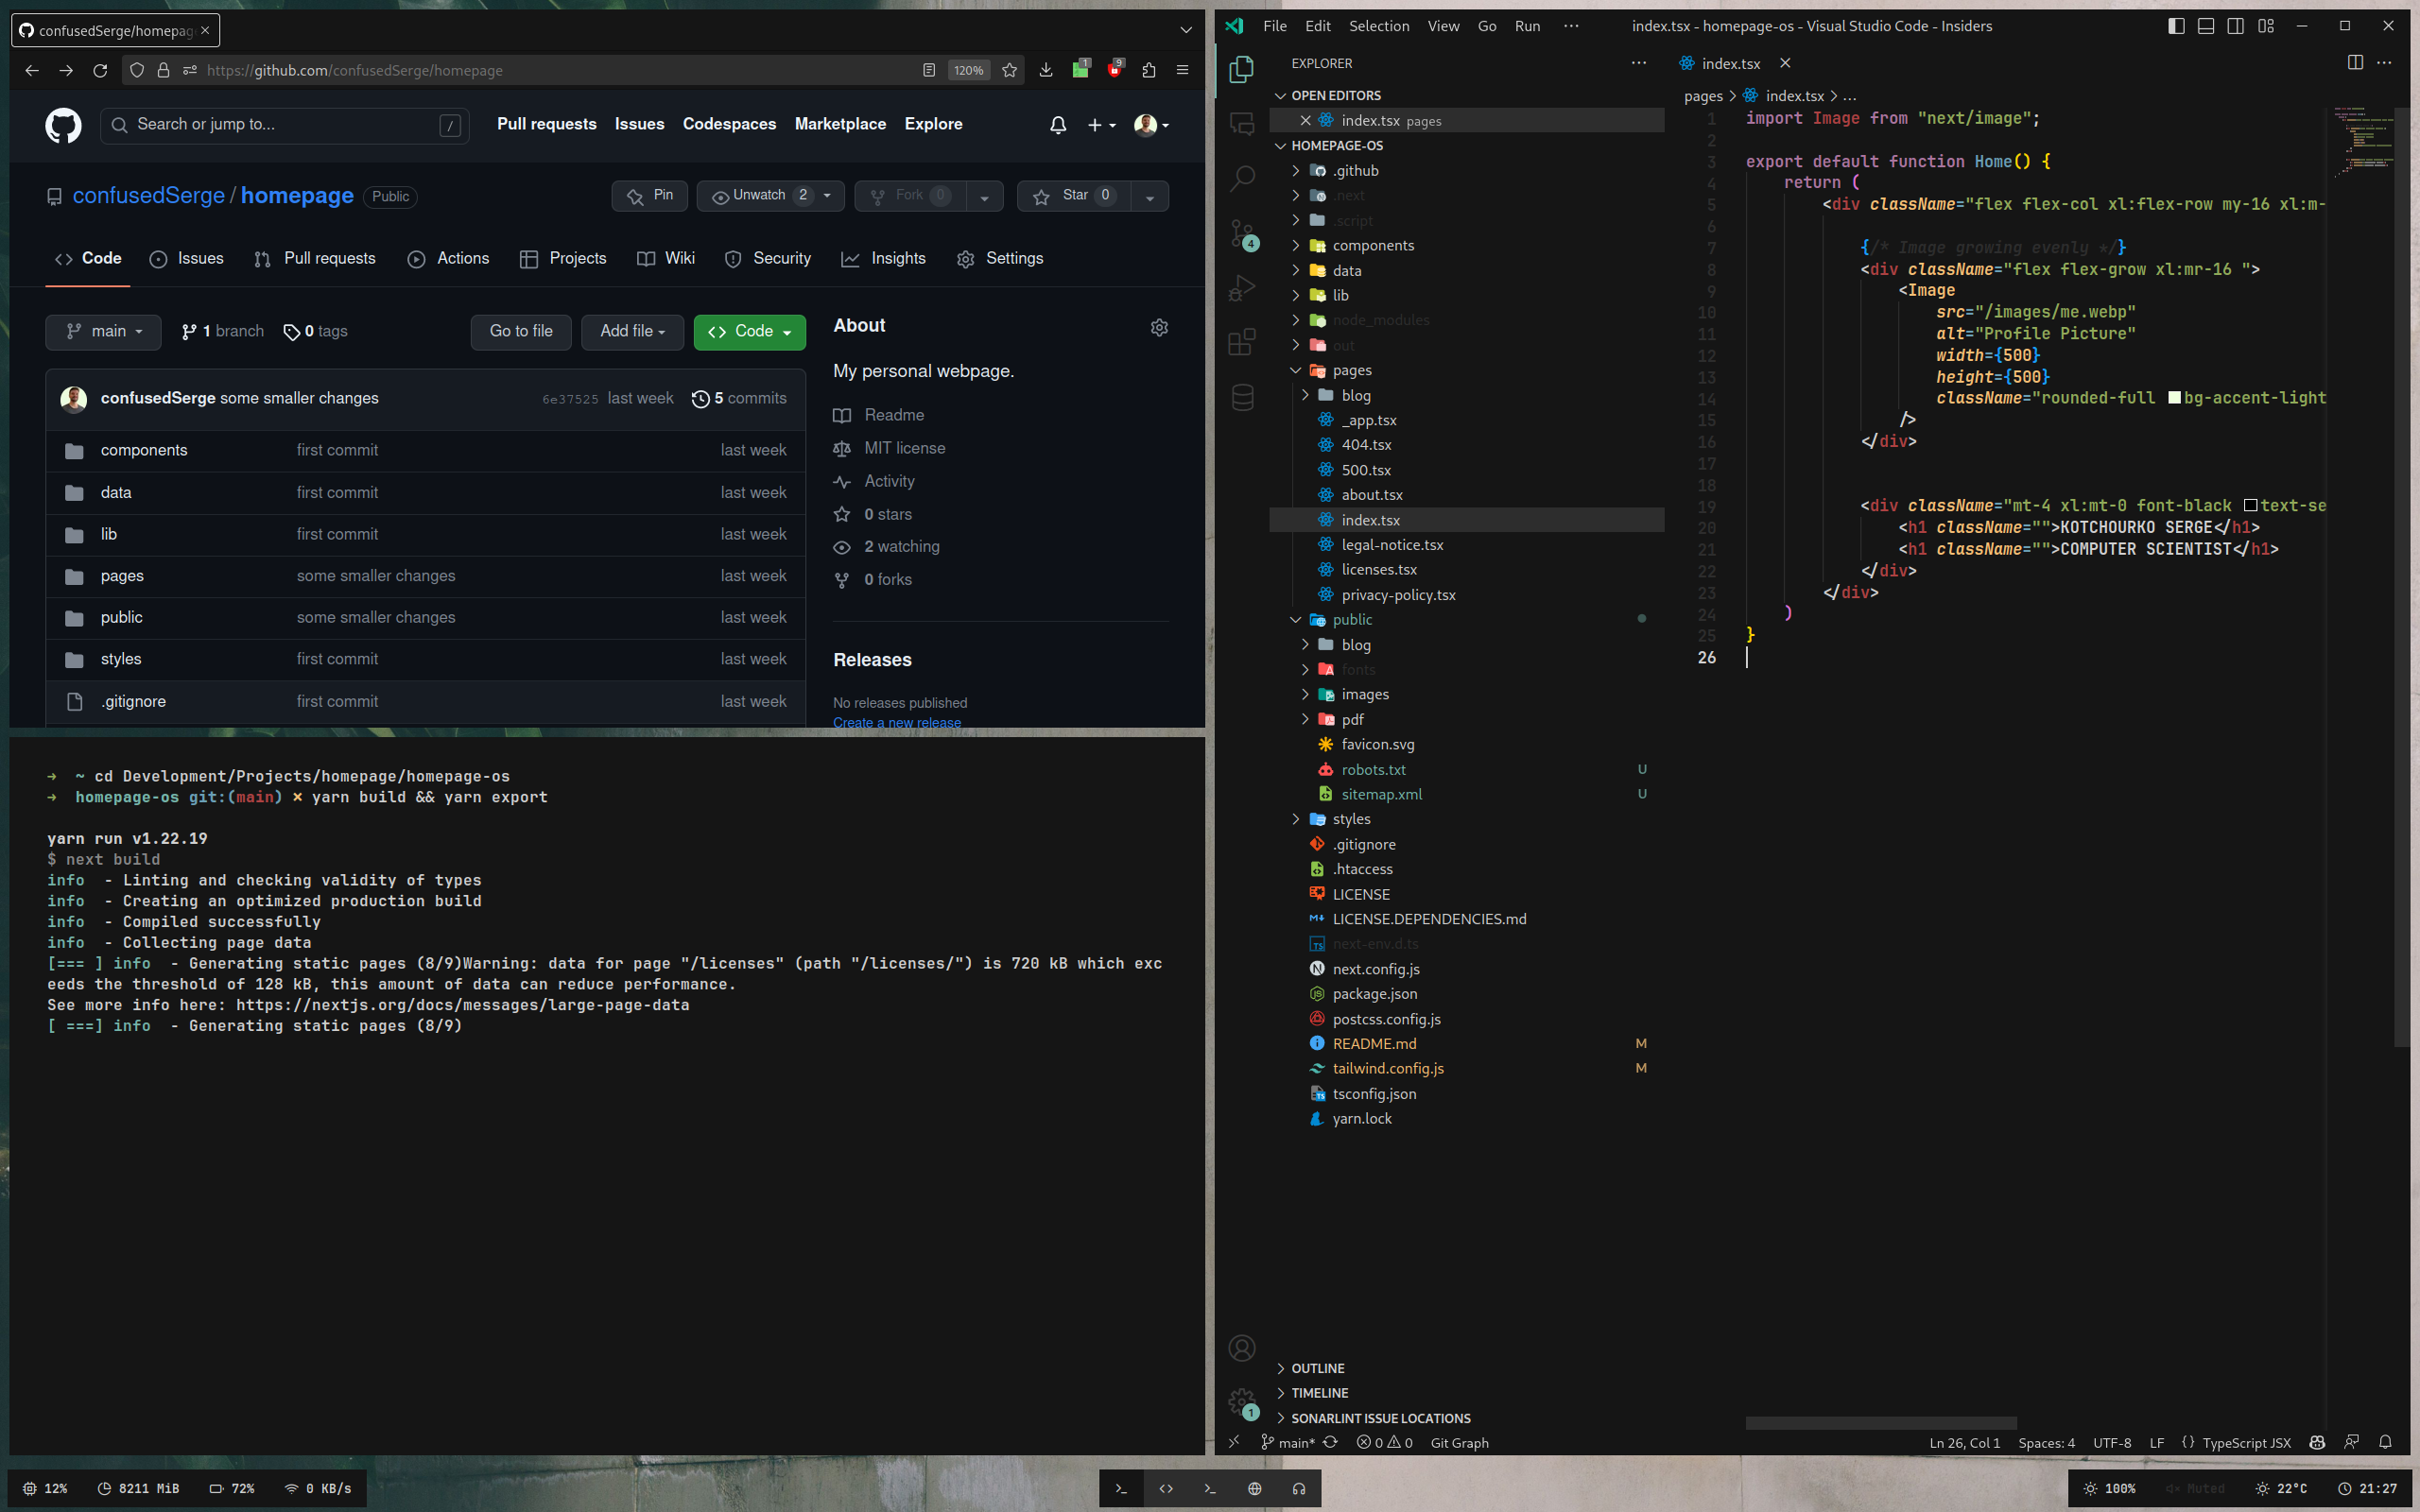 confusedSerge/homepag
https://github.com/confusedSerge/homepage
120%
1
9
Search or jump to...
/
Pull requests
Issues
Codespaces
Marketplace
Explore
confusedSerge / homepage
Public
Pin
Unwatch 2
Fork 0
Star 0
Code
Issues
Pull requests
Actions
Projects
Wiki
Security
Insights
Settings
main
1 branch
0 tags
Go to file
Add file
Code
confusedSerge some smaller changes
6e37525 last week
5 commits
components first commit last week
data first commit last week
lib first commit last week
pages some smaller changes last week
public some smaller changes last week
styles first commit last week
.gitignore first commit last week
About
My personal webpage.
Readme
MIT license
Activity
0 stars
2 watching
0 forks
Releases
No releases published
Create a new release
→ ~ cd Development/Projects/homepage/homepage-os
→ homepage-os git:(main) × yarn build && yarn export
yarn run v1.22.19
$ next build
info - Linting and checking validity of types
info - Creating an optimized production build
info - Compiled successfully
info - Collecting page data
[=== ] info - Generating static pages (8/9)Warning: data for page "/licenses" (path "/licenses/") is 720 kB which exc
eeds the threshold of 128 kB, this amount of data can reduce performance.
See more info here: https://nextjs.org/docs/messages/large-page-data
[ ===] info - Generating static pages (8/9)
File Edit Selection View Go Run ···
index.tsx - homepage-os - Visual Studio Code - Insiders
EXPLORER
OPEN EDITORS
index.tsx pages
HOMEPAGE-OS
.github
.next
.script
components
data
lib
node_modules
out
pages
blog
_app.tsx
404.tsx
500.tsx
about.tsx
index.tsx
legal-notice.tsx
licenses.tsx
privacy-policy.tsx
public
blog
fonts
images
pdf
favicon.svg
robots.txt U
sitemap.xml U
styles
.gitignore
.htaccess
LICENSE
LICENSE.DEPENDENCIES.md
next-env.d.ts
next.config.js
package.json
postcss.config.js
README.md M
tailwind.config.js M
tsconfig.json
yarn.lock
OUTLINE
TIMELINE
SONARLINT ISSUE LOCATIONS
4
1
index.tsx
pages > index.tsx > ...
1 import Image from "next/image";
2
3 export default function Home() {
4 return (
5 <div className="flex flex-col xl:flex-row my-16 xl:m-
6
7 {/* Image growing evenly */}
8 <div className="flex flex-grow xl:mr-16 ">
9 <Image
10 src="/images/me.webp"
11 alt="Profile Picture"
12 width={500}
13 height={500}
14 className="rounded-full bg-accent-light
15 />
16 </div>
17
18
19 <div className="mt-4 xl:mt-0 font-black text-se
20 <h1 className="">KOTCHOURKO SERGE</h1>
21 <h1 className="">COMPUTER SCIENTIST</h1>
22 </div>
23 </div>
24 )
25 }
26
main*
0 0
Git Graph
Ln 26, Col 1
Spaces: 4
UTF-8
LF
{} TypeScript JSX
12%
8211 MiB
72%
0 KB/s
100%
Muted
22°C
21:27